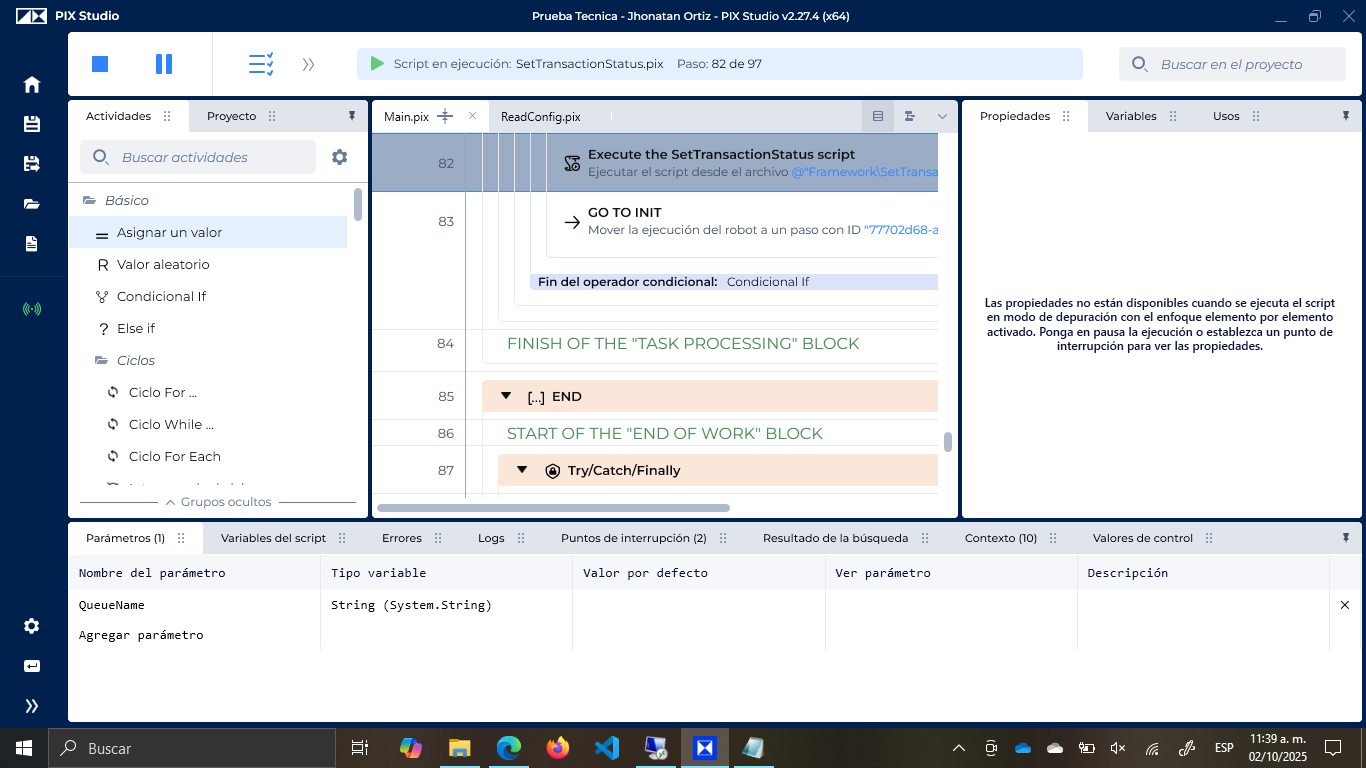 PIX Studio
Prueba Tecnica - Jhonatan Ortiz - PIX Studio v2.27.4 (x64)
Script en ejecución: SetTransactionStatus.pix Paso: 82 de 97
Buscar en el proyecto
Actividades
Proyecto
Main.pix
ReadConfig.pix
Propiedades
Variables
Usos
Buscar actividades
Básico
Asignar un valor
Valor aleatorio
Condicional If
Else if
Ciclos
Ciclo For ...
Ciclo While ...
Ciclo For Each
Grupos ocultos
82
Execute the SetTransactionStatus script
Ejecutar el script desde el archivo @"Framework\SetTransa
83
GO TO INIT
Mover la ejecución del robot a un paso con ID "77702d68-a
Fin del operador condicional: Condicional If
84
FINISH OF THE "TASK PROCESSING" BLOCK
85
[...] END
86
START OF THE "END OF WORK" BLOCK
87
Try/Catch/Finally
Las propiedades no están disponibles cuando se ejecuta el script
en modo de depuración con el enfoque elemento por elemento
activado. Ponga en pausa la ejecución o establezca un punto de
interrupción para ver las propiedades.
Parámetros (1)
Variables del script
Errores
Logs
Puntos de interrupción (2)
Resultado de la búsqueda
Contexto (10)
Valores de control
Nombre del parámetro
Tipo variable
Valor por defecto
Ver parámetro
Descripción
QueueName
String (System.String)
Agregar parámetro
Buscar
ESP
11:39 a. m.
02/10/2025